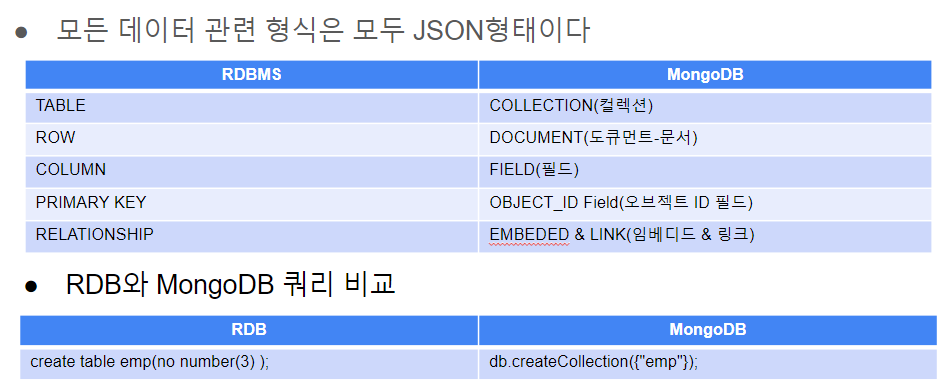 ● 모든 데이터 관련 형식은 모두 JSON형태이다
RDBMS MongoDB
TABLE COLLECTION(컬렉션)
ROW DOCUMENT(도큐먼트-문서)
COLUMN FIELD(필드)
PRIMARY KEY OBJECT_ID Field(오브젝트 ID 필드)
RELATIONSHIP EMBEDED & LINK(임베디드 & 링크)
● RDB와 MongoDB 쿼리 비교
RDB MongoDB
create table emp(no number(3) ); db.createCollection({"emp"});